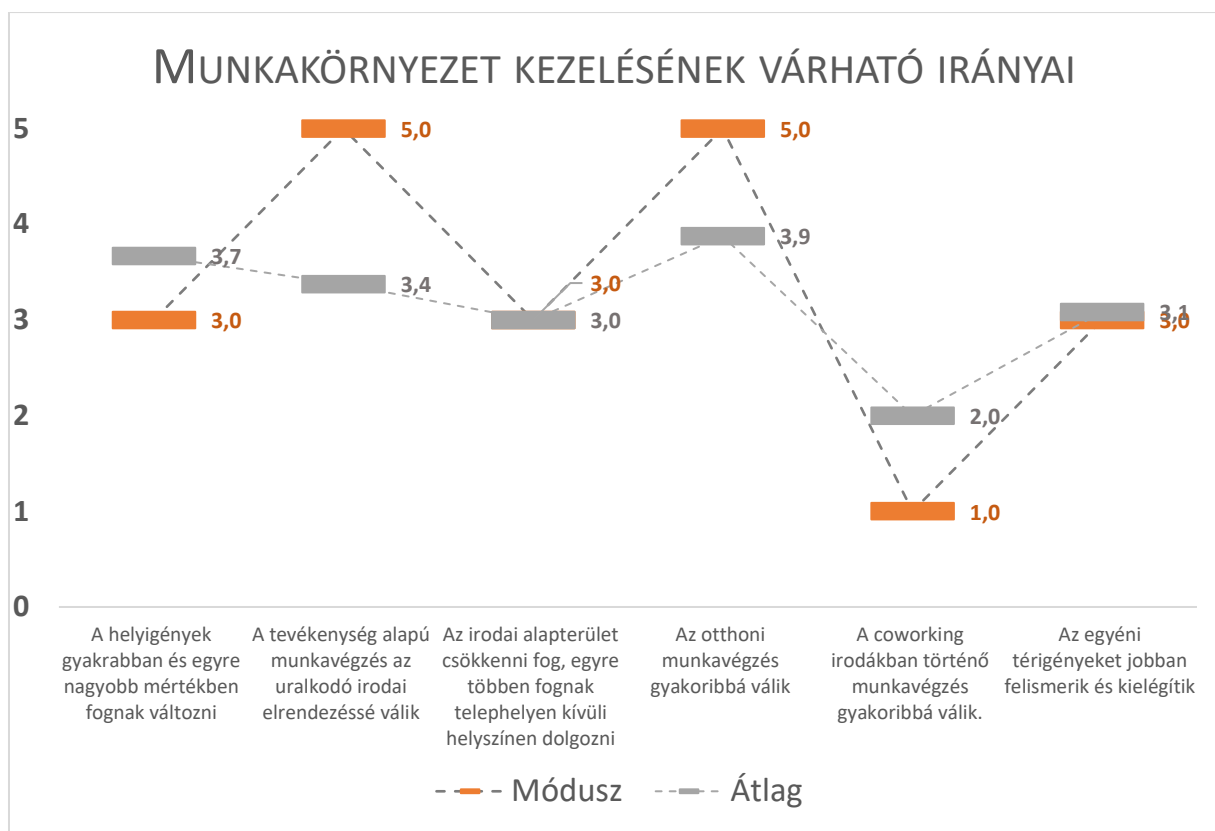 MUNKAKÖRNYEZET KEZELÉSÉNEK VÁRHATÓ IRÁNYAI
5
4
3
2
1
0
5,0
5,0
3,7
3,4
3,9
3,0
3,0
3,0
3,1
3,0
2,0
1,0
A helyigények
gyakrabban és egyre
nagyobb mértékben
fognak változni
A tevékenység alapú
munkavégzés az
uralkodó irodai
elrendezéssé válik
Az irodai alapterület
csökkenni fog, egyre
többen fognak
telephelyen kívüli
helyszínen dolgozni
Az otthoni
munkavégzés
gyakoribbá válik
A coworking
irodákban történő
munkavégzés
gyakoribbá válik.
Az egyéni
térigényeket jobban
felismerik és kielégítik
Módusz
Átlag